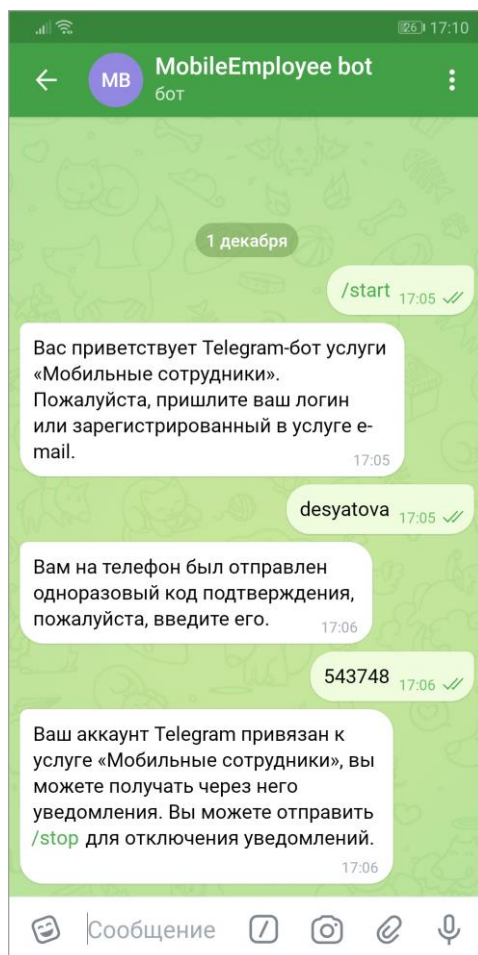 26 17:10
MB
MobileEmployee bot
бот
1 декабря
/start 17:05
Вас приветствует Telegram-бот услуги
«Мобильные сотрудники».
Пожалуйста, пришлите ваш логин
или зарегистрированный в услуге e-
mail.
17:05
desyatova 17:05
Вам на телефон был отправлен
одноразовый код подтверждения,
пожалуйста, введите его.
17:06
543748 17:06
Ваш аккаунт Telegram привязан к
услуге «Мобильные сотрудники», вы
можете получать через него
уведомления. Вы можете отправить
/stop для отключения уведомлений.
17:06
Сообщение